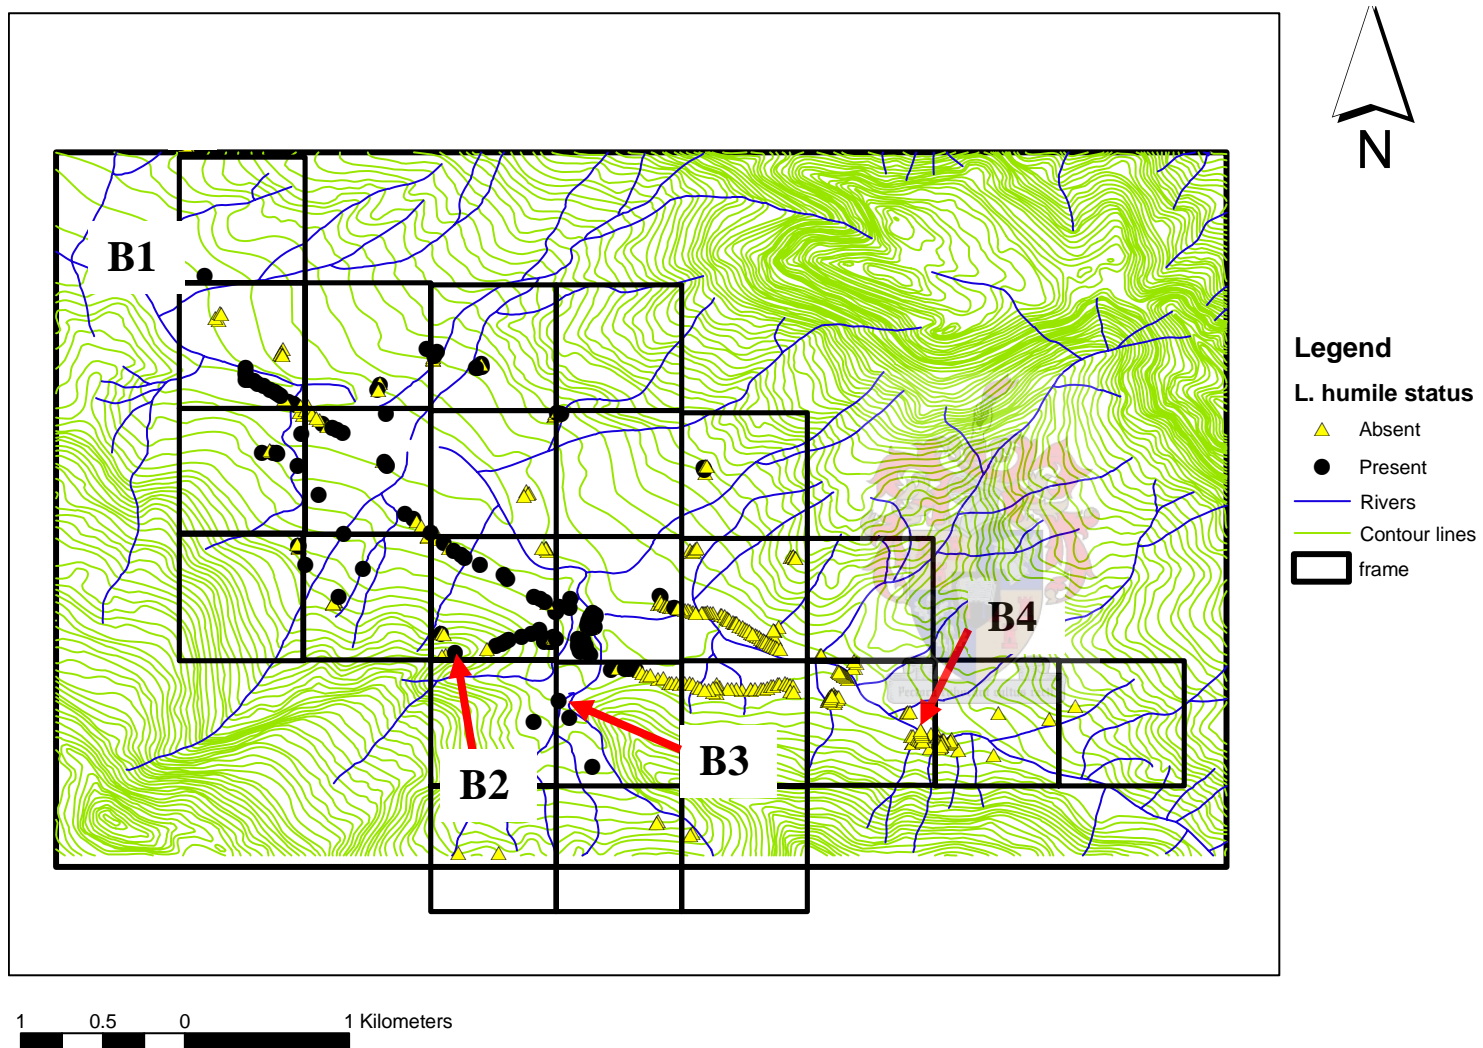 N
B1
Legend
L. humile status
Absent
Present
Rivers
Contour lines
frame
B4
B2
B3
1 0.5 0 1 Kilometers